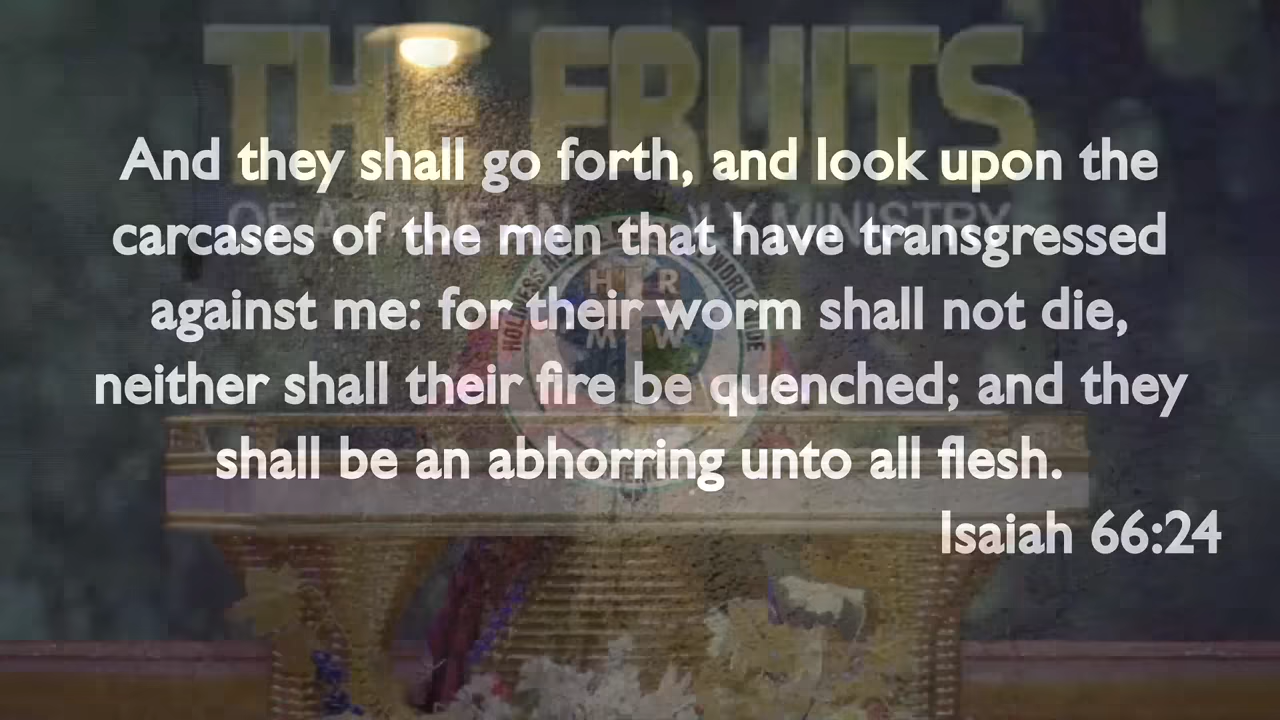 THE FRUITS
And they shall go forth, and look upon the
carcases of the men that have transgressed
against me: for their worm shall not die,
neither shall their fire be quenched; and they
shall be an abhorring unto all flesh.
Isaiah 66:24
OF A
MINISTRY
H R
M W